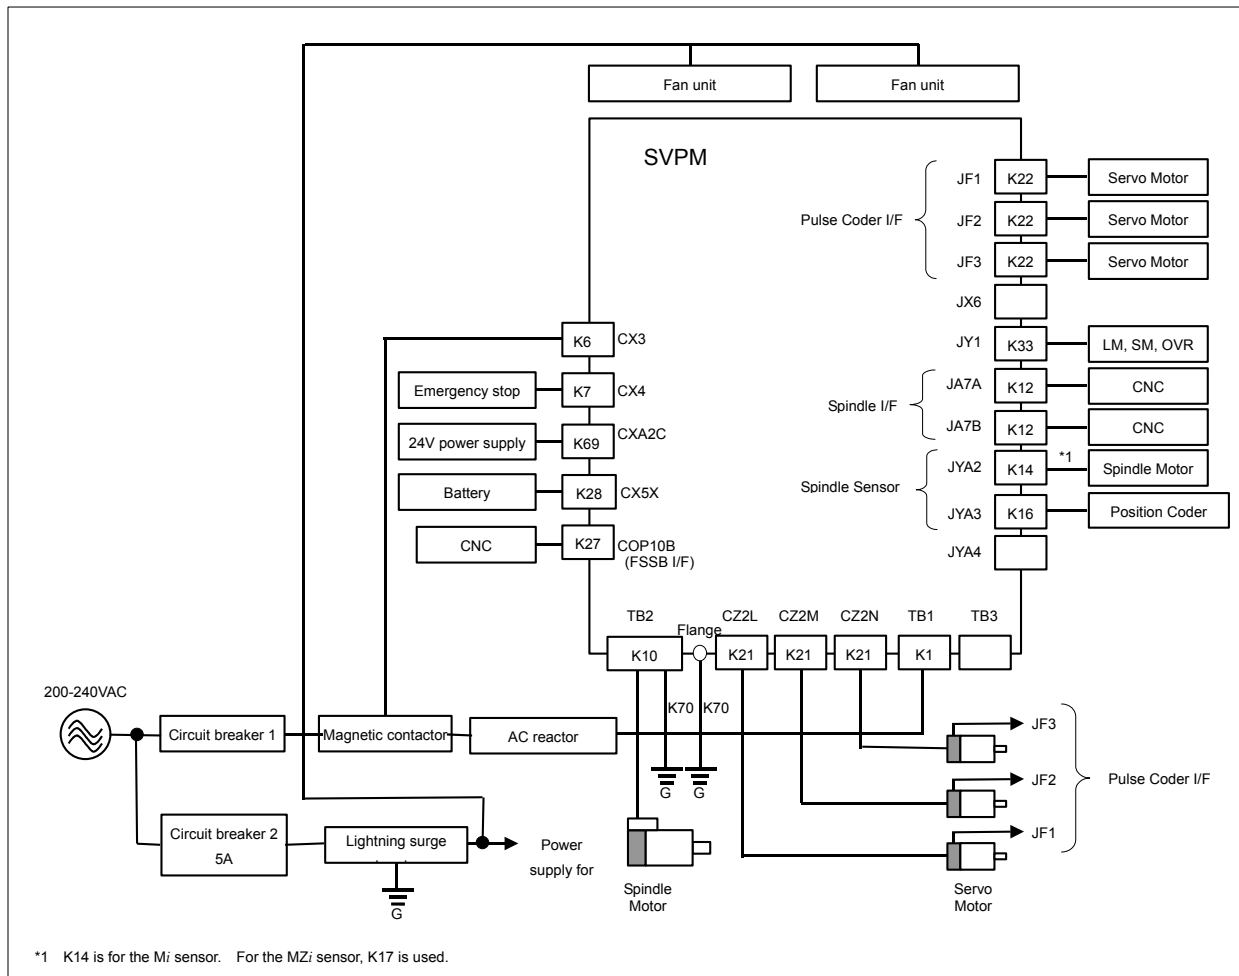 Fan unit
Fan unit
SVPM
Pulse Coder I/F
JF1
K22
Servo Motor
JF2
K22
Servo Motor
JF3
K22
Servo Motor
JX6
K6
CX3
JY1
K33
LM, SM, OVR
Emergency stop
K7
CX4
Spindle I/F
JA7A
K12
CNC
JA7B
K12
CNC
24V power supply
K69
CXA2C
Spindle Sensor
JYA2
K14
*1
Spindle Motor
Battery
K28
CX5X
JYA3
K16
Position Coder
CNC
K27
COP10B
(FSSB I/F)
JYA4
TB2
Flange
CZ2L
CZ2M
CZ2N
TB1
TB3
K10
K21
K21
K21
K1
K70
K70
200-240VAC
Circuit breaker 1
Magnetic contactor
AC reactor
G
G
JF3
JF2
JF1
Pulse Coder I/F
Circuit breaker 2
5A
Lightning surge
G
Power
supply for
Spindle
Motor
Servo
Motor
*1 K14 is for the Mi sensor. For the MZi sensor, K17 is used.